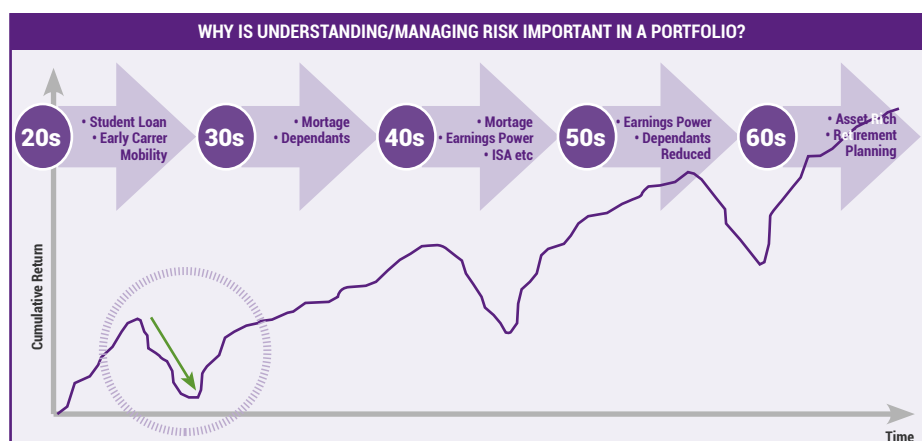 WHY IS UNDERSTANDING/MANAGING RISK IMPORTANT IN A PORTFOLIO?
20s
• Student Loan
• Early Carrer
Mobility
30s
• Mortage
• Dependants
40s
• Mortage
• Earnings Power
• ISA etc
50s
• Earnings Power
• Dependants
Reduced
60s
• Asset Rich
• Retirement
Planning
Cumulative Return
Time